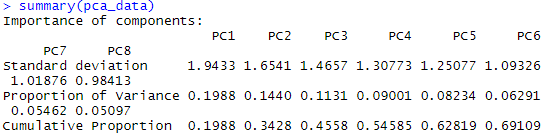 > summary(pca_data)
Importance of components:
PC1 PC2 PC3 PC4 PC5 PC6
PC7 PC8
Standard deviation 1.9433 1.6541 1.4657 1.30773 1.25077 1.09326
1.01876 0.98413
Proportion of Variance 0.1988 0.1440 0.1131 0.09001 0.08234 0.06291
0.05462 0.05097
Cumulative Proportion 0.1988 0.3428 0.4558 0.54585 0.62819 0.69109